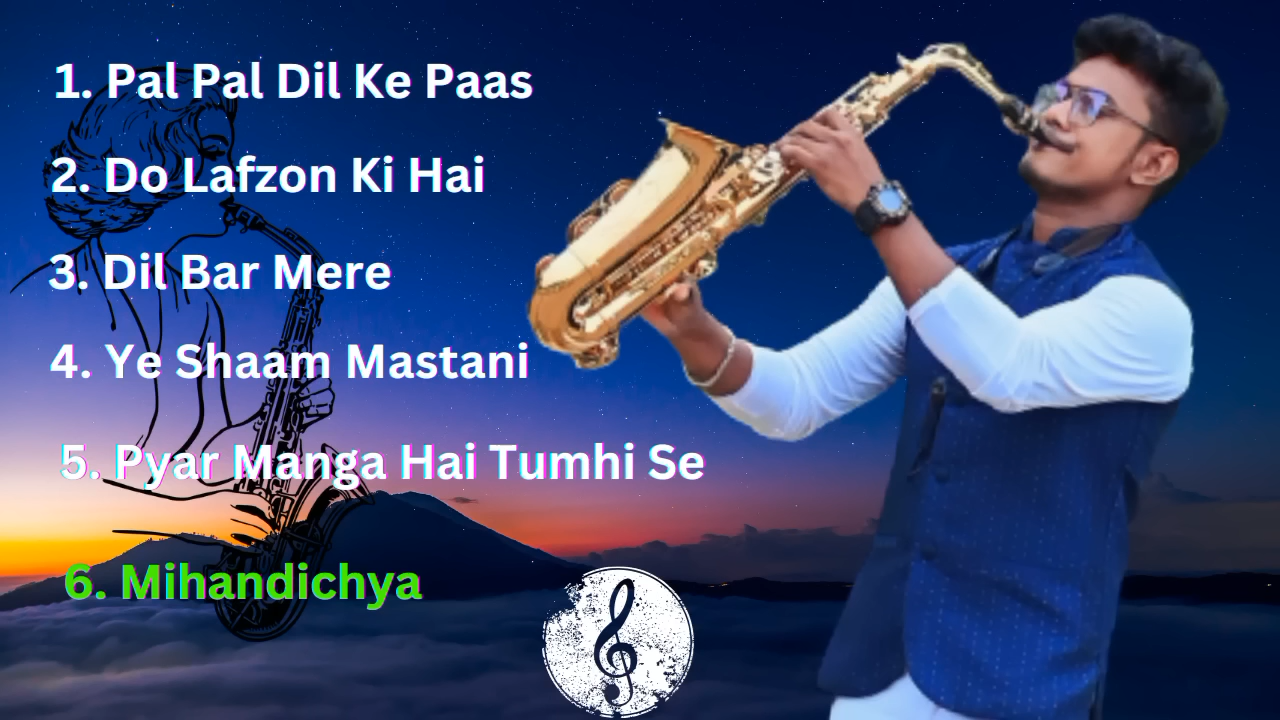 1. Pal Pal Dil Ke Paas
2. Do Lafzon Ki Hai
3. Dil Bar Mere
4. Ye Shaam Mastani
5. Pyar Manga Hai Tumhi Se
6. Mihandichya